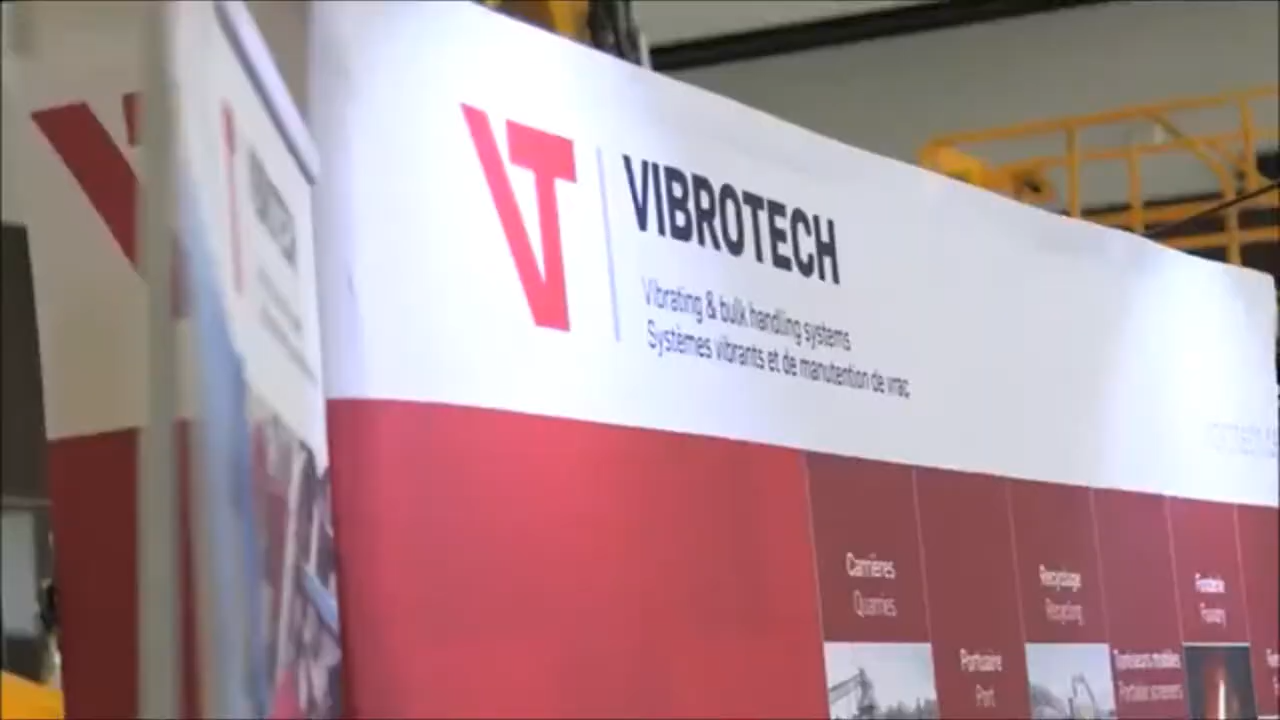 VT
VIBROTECH
Vibrating & bulk handling systems
Systèmes vibrants et de manutention de vrac
Carrières
Quarries
Portuaire
Port
Recyclage
Recycling
Tamiseurs mobiles
Portable screeners
Fonderie
Foundry